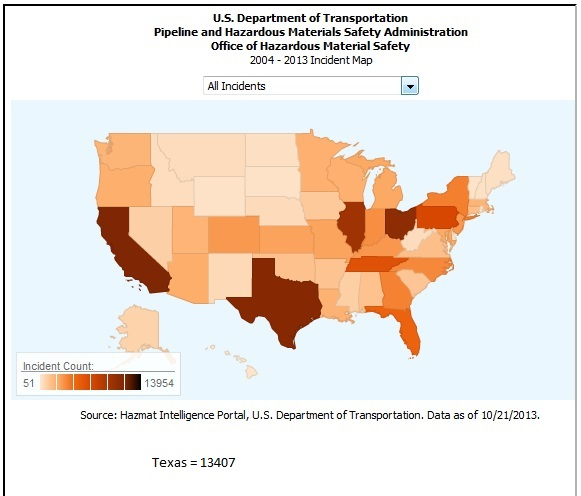 U.S. Department of Transportation
Pipeline and Hazardous Materials Safety Administration
Office of Hazardous Material Safety
2004 - 2013 Incident Map
All Incidents
Incident Count:
51 13954
Source: Hazmat Intelligence Portal, U.S. Department of Transportation. Data as of 10/21/2013.
Texas = 13407